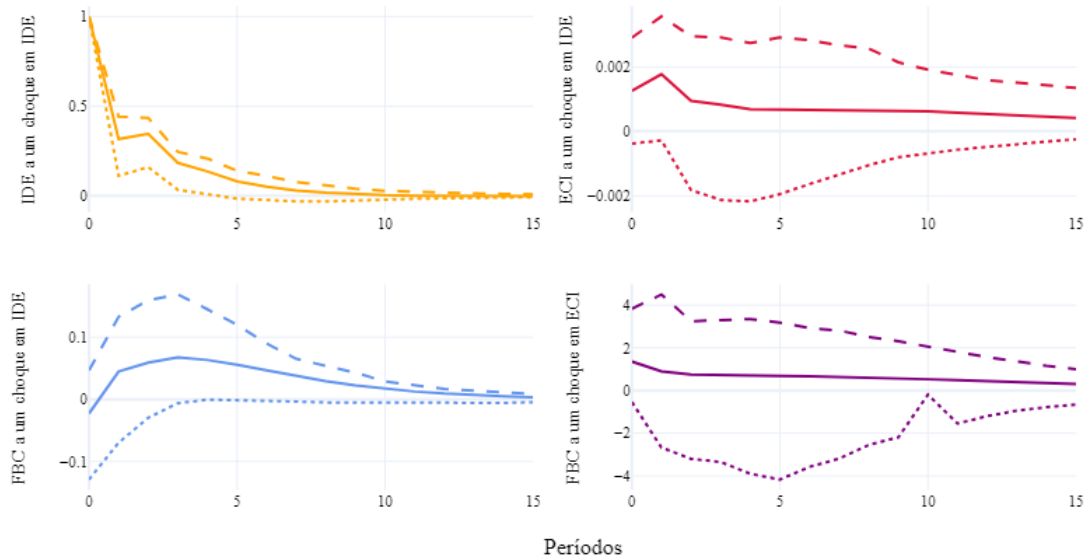 IDE a um choque em IDE
1
0.5
0
0 5 10 15
ECI a um choque em IDE
0.002
0
−0.002
0 5 10 15
FBC a um choque em IDE
0.1
0
−0.1
0 5 10 15
FBC a um choque em ECI
4
2
0
−2
−4
0 5 10 15
Períodos